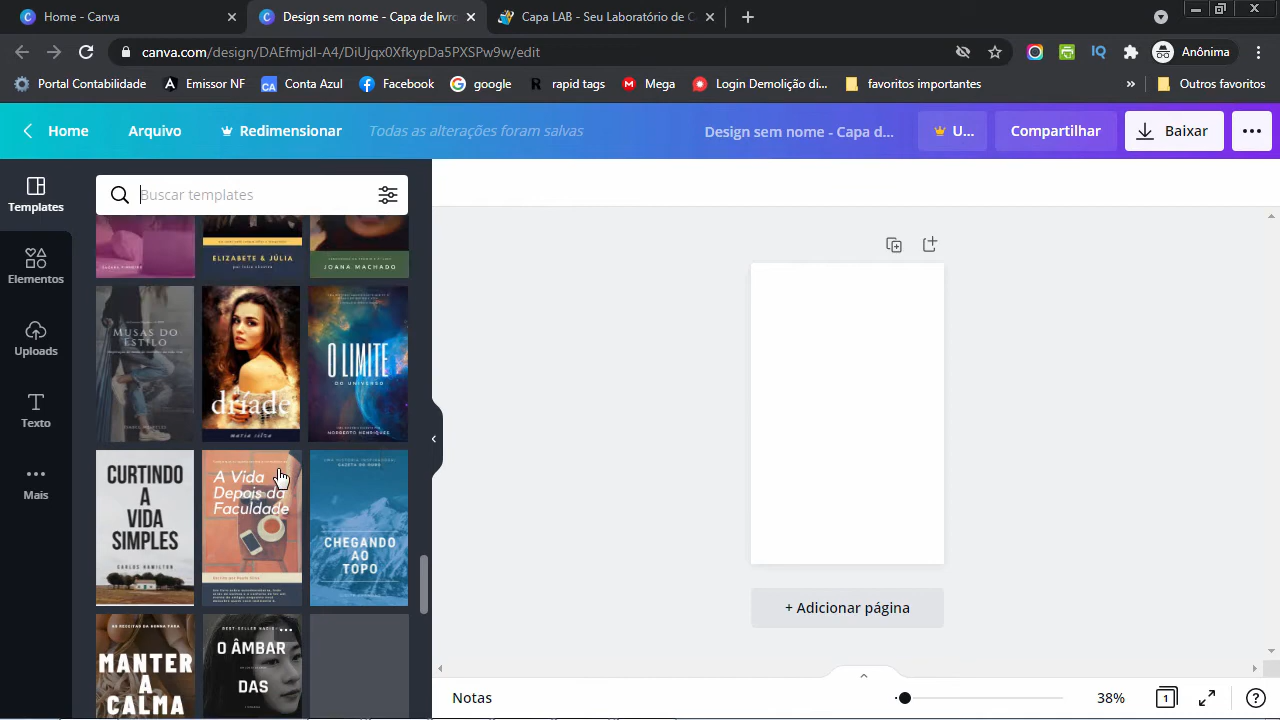 Home - Canva
Design sem nome - Capa de livro
Capa LAB - Seu Laboratório de C
canva.com/design/DAEfmjdI-A4/DiUjqx0XfkypDa5PXSPw9w/edit
Anônima
Portal Contabilidade
Emissor NF
Conta Azul
Facebook
google
rapid tags
Mega
Login Demolição di...
favoritos importantes
»
Outros favoritos
Home
Arquivo
Redimensionar
Todas as alterações foram salvas
Design sem nome - Capa d...
U...
Compartilhar
Baixar
Templates
Elementos
Uploads
Texto
Mais
Buscar templates
ELIZABETE & JÚLIA
JOANA MACHADO
MUSAS DO
ESTILO
dríade
maria silza
O LIMITE
DO UNIVERSO
NORBERTO HENRIQUES
CURTINDO
A
VIDA
SIMPLES
CARLOS HAMILTON
A Vida
Depois da
Faculdade
CHEGANDO
AO
TOPO
MANTER
A
CALMA
O ÂMBAR
DAS
+ Adicionar página
Notas
38%
1